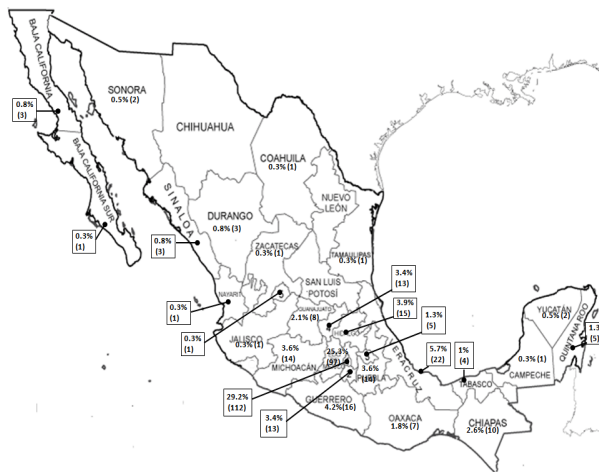 BAJA CALIFORNIA
0.8%
(3)
SONORA
0.5% (2)
CHIHUAHUA
COAHUILA
0.3% (1)
NUEVO
LEÓN
BAJA CALIFORNIA SUR
0.3%
(1)
SINALOA
0.8%
(3)
DURANGO
0.8% (3)
ZACATECAS
0.3% (1)
TAMAULIPAS
0.3% (1)
SAN LUIS
POTOSÍ
NAYARIT
0.3%
(1)
0.3%
(1)
GUANAJUATO
2.1% (8)
3.4%
(13)
3.9%
(15)
1.3%
(5)
JALISCO
0.3% (1)
3.6%
(14)
MICHOACÁN
25.3%
(97)
3.6%
(16)
PUEBLA
VERACRUZ
5.7%
(22)
1%
(4)
TABASCO
YUCATÁN
0.5% (2)
QUINTANA ROO
1.3
(5)
0.3% (1)
CAMPECHE
29.2%
(112)
3.4%
(13)
GUERRERO
4.2%(16)
OAXACA
1.8% (7)
CHIAPAS
2.6% (10)